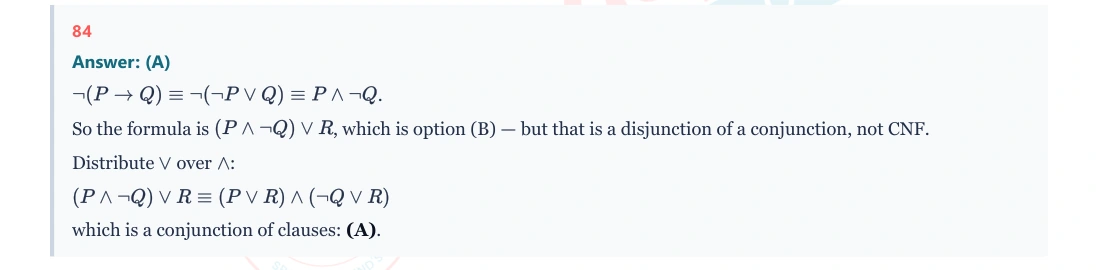 84
Answer: (A)
¬(P → Q) ≡ ¬(¬P ∨ Q) ≡ P ∧ ¬Q.
So the formula is (P ∧ ¬Q) ∨ R, which is option (B) — but that is a disjunction of a conjunction, not CNF.
Distribute ∨ over ∧:
(P ∧ ¬Q) ∨ R ≡ (P ∨ R) ∧ (¬Q ∨ R)
which is a conjunction of clauses: (A).